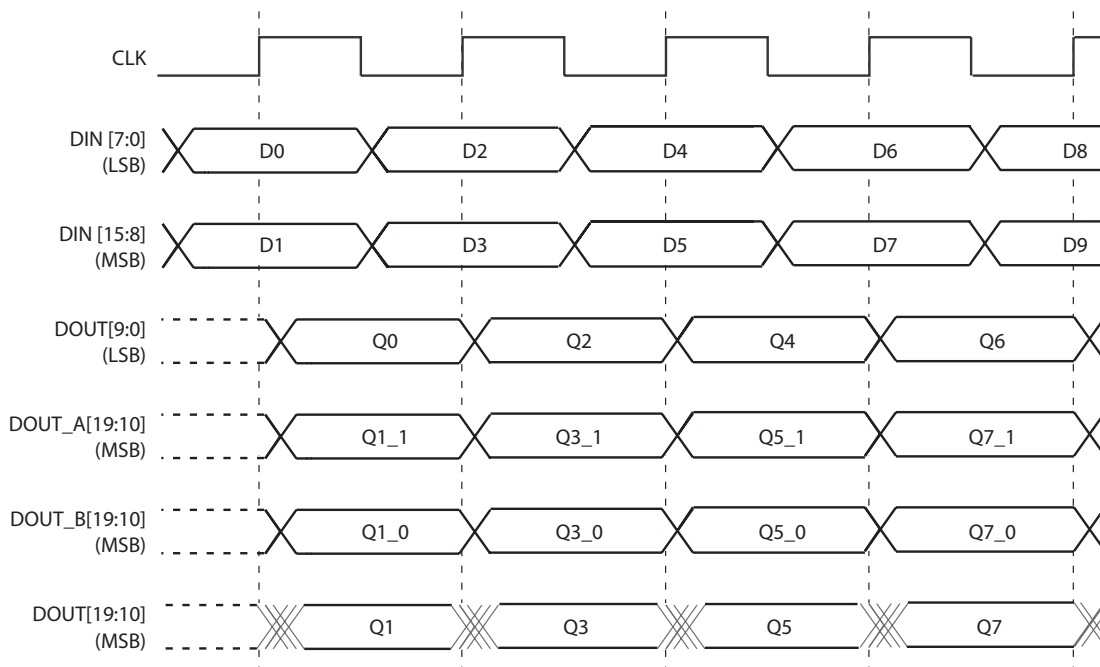 CLK
DIN [7:0]
(LSB)
D0 D2 D4 D6 D8
DIN [15:8]
(MSB)
D1 D3 D5 D7 D9
DOUT[9:0]
(LSB)
Q0 Q2 Q4 Q6
DOUT_A[19:10]
(MSB)
Q1_1 Q3_1 Q5_1 Q7_1
DOUT_B[19:10]
(MSB)
Q1_0 Q3_0 Q5_0 Q7_0
DOUT[19:10]
(MSB)
Q1 Q3 Q5 Q7